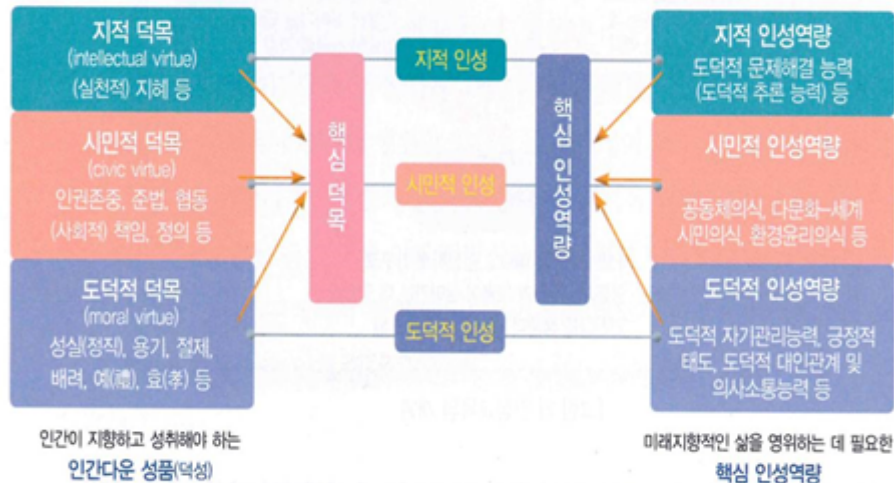 지적 덕목
(intellectual virtue)
(실천적) 지혜 등
시민적 덕목
(civic virtue)
인권존중, 준법, 협동
(사회적) 책임, 정의 등
도덕적 덕목
(moral virtue)
성실(정직), 용기, 절제,
배려, 예(禮), 효(孝) 등
인간이 지향하고 성취해야 하는
인간다운 성품(덕성)
핵심 덕목
지적 인성
시민적 인성
도덕적 인성
핵심 인성역량
지적 인성역량
도덕적 문제해결 능력
(도덕적 추론 능력) 등
시민적 인성역량
공동체의식, 다문화-세계
시민의식, 환경윤리의식 등
도덕적 인성역량
도덕적 자기관리능력, 긍정적
태도, 도덕적 대인관계 및
의사소통능력 등
미래지향적인 삶을 영위하는 데 필요한
핵심 인성역량